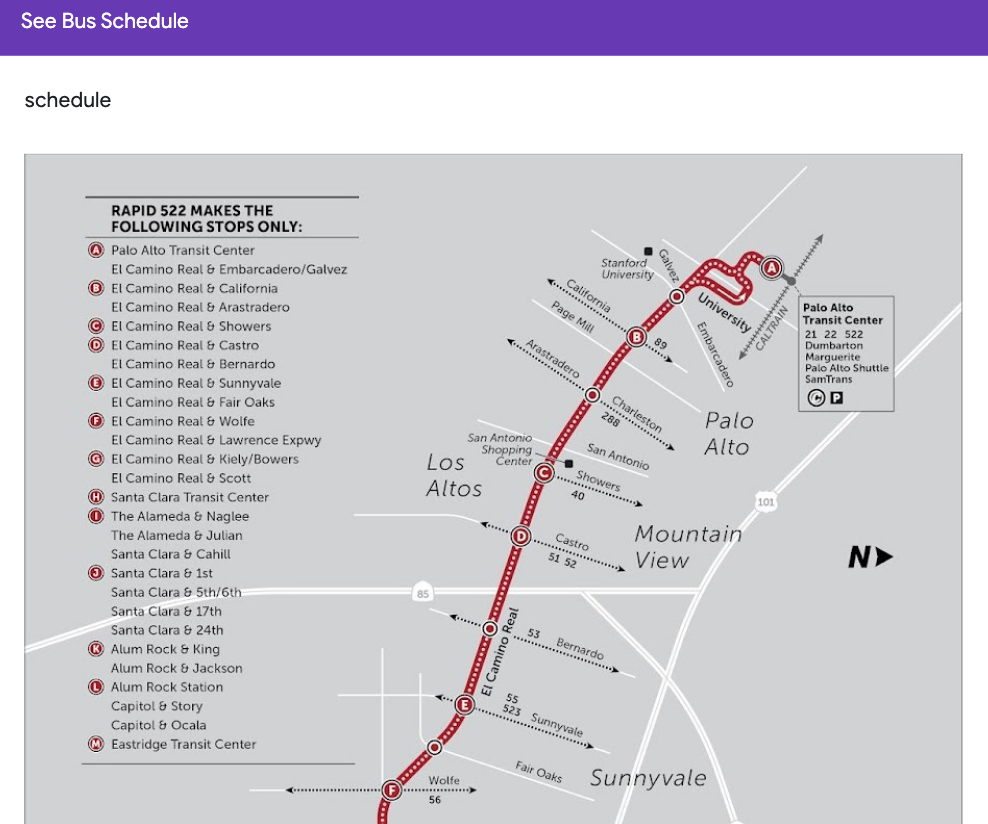 See Bus Schedule
schedule
RAPID 522 MAKES THE
FOLLOWING STOPS ONLY:
A Palo Alto Transit Center
El Camino Real & Embarcadero/Galvez
B El Camino Real & California
El Camino Real & Arastradero
C El Camino Real & Showers
D El Camino Real & Castro
El Camino Real & Bernardo
E El Camino Real & Sunnyvale
El Camino Real & Fair Oaks
F El Camino Real & Wolfe
El Camino Real & Lawrence Expwy
G El Camino Real & Kiely/Bowers
El Camino Real & Scott
H Santa Clara Transit Center
I The Alameda & Naglee
The Alameda & Julian
Santa Clara & Cahill
J Santa Clara & 1st
Santa Clara & 5th/6th
Santa Clara & 17th
Santa Clara & 24th
K Alum Rock & King
Alum Rock & Jackson
L Alum Rock Station
Capitol & Story
Capitol & Ocala
M Eastridge Transit Center
Stanford
University
Galvez
A
University
CALTRAIN
Palo Alto
Transit Center
21 22 522
Dumbarton
Marguerite
Palo Alto Shuttle
SamTrans
P
California
Page Mill
B
89
Embarcadero
Arastradero
Charleston
288
Palo
Alto
San Antonio
Shopping
Center
San Antonio
Los
Altos
C
Showers
40
101
D
Castro
51 52
Mountain
View
N
85
El Camino Real
53
Bernardo
E
55
523
Sunnyvale
Fair Oaks
Sunnyvale
F
Wolfe
56